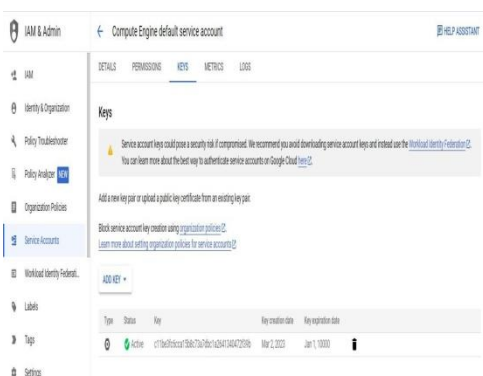 IAM & Admin
Compute Engine default service account
HELP ASSISTANT
DETAILS PERMISSIONS KEYS METRICS LOGS
IAM
Identity & Organization
Policy Troubleshooter
Policy Analyzer NEW
Organization Policies
Service Accounts
Workload Identity Federati...
Labels
Tags
Settings
Keys
Service account keys could pose a security risk if compromised. We recommend you avoid downloading service account keys and instead use the Workload Identity Federation.
You can learn more about the best way to authenticate service accounts on Google Cloud here.
Add a new key pair or upload a public key certificate from an existing key pair.
Block service account key creation using organization policies.
Learn more about setting organization policies for service accounts
ADD KEY
Type Status Key Key creation date Key expiration date
Active Mar 2, 2023 Jan 1, 10000